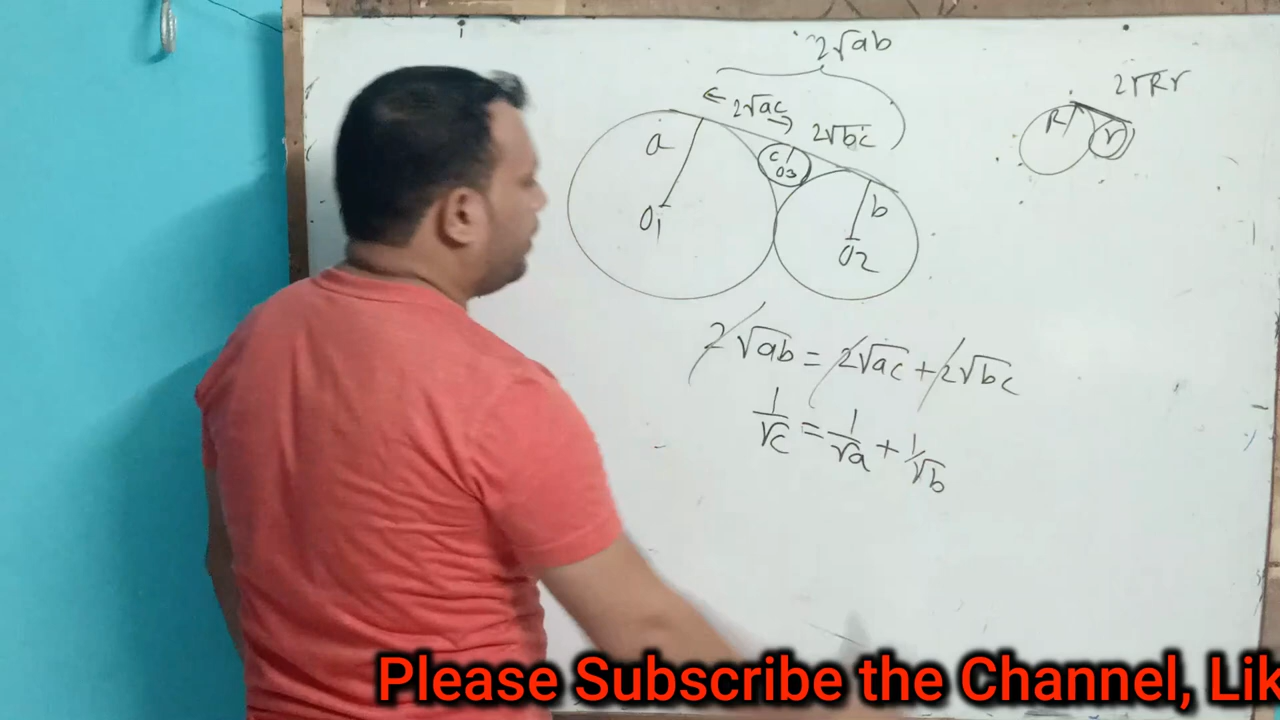 2√ab
2√ac
2√bc
a
O1
c
O3
b
O2
2√Rr
R
r
2√ab = 2√ac + 2√bc
1/√c = 1/√a + 1/√b
Please Subscribe the Channel, Lik